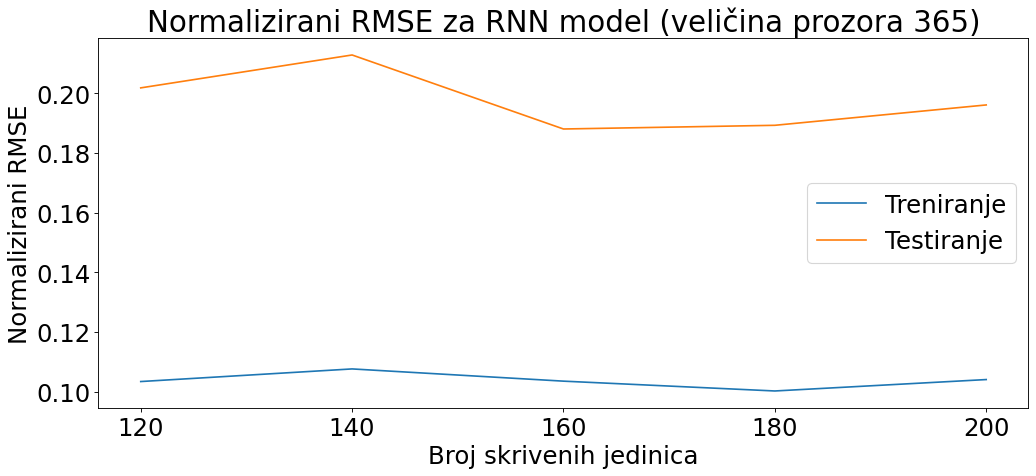 Normalizirani RMSE za RNN model (veličina prozora 365)
Normalizirani RMSE
0.20
0.18
0.16
0.14
0.12
0.10
Treniranje
Testiranje
120 140 160 180 200
Broj skrivenih jedinica